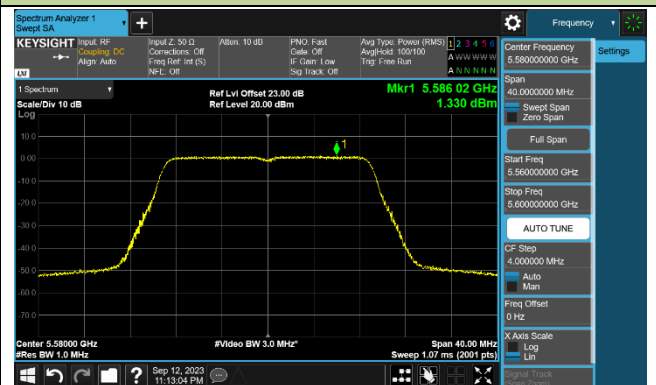 Spectrum Analyzer 1
Swept SA
+
Frequency
KEYSIGHT
Input: RF
Coupling: DC
Align: Auto
Input Z: 50 Ω
Corrections: Off
Freq Ref: Int (S)
NFE: Off
Atten: 10 dB
PNO: Fast
Gate: Off
IF Gain: Low
Sig Track: Off
Avg Type: Power (RMS)
Avg|Hold: 100/100
Trig: Free Run
1 2 3 4 5 6
A W W W W W
A N N N N N
LXI
1 Spectrum
Scale/Div 10 dB
Log
Ref Lvl Offset 23.00 dB
Ref Level 20.00 dBm
Mkr1 5.586 02 GHz
1.330 dBm
1
10.0
0.00
-10.0
-20.0
-30.0
-40.0
-50.0
-60.0
-70.0
Center 5.58000 GHz
#Res BW 1.0 MHz
#Video BW 3.0 MHz*
Span 40.00 MHz
Sweep 1.07 ms (2001 pts)
Center Frequency
5.580000000 GHz
Settings
Span
40.0000000 MHz
Swept Span
Zero Span
Full Span
Start Freq
5.560000000 GHz
Stop Freq
5.600000000 GHz
AUTO TUNE
CF Step
4.000000 MHz
Auto
Man
Freq Offset
0 Hz
X Axis Scale
Log
Lin
Signal Track
(Span Zoom)
?
Sep 12, 2023
11:13:04 PM